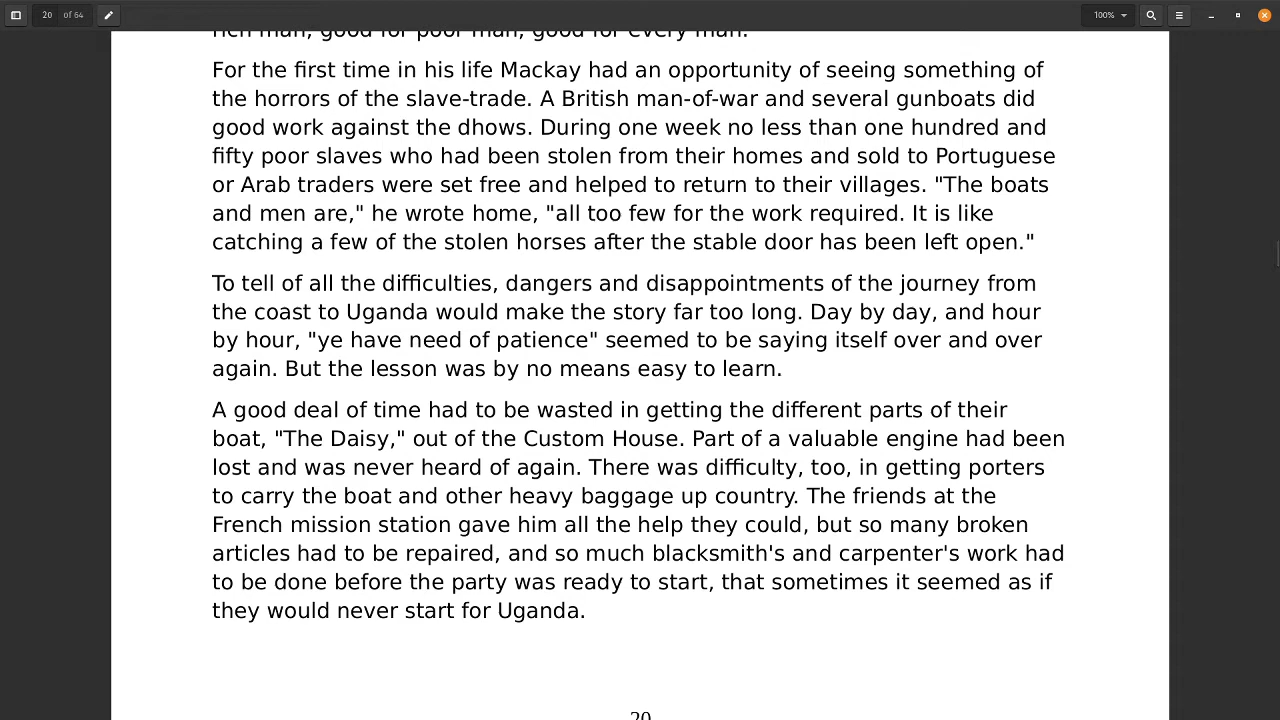 20 of 64
100%
rich man, good for poor man, good for every man.
For the first time in his life Mackay had an opportunity of seeing something of
the horrors of the slave-trade. A British man-of-war and several gunboats did
good work against the dhows. During one week no less than one hundred and
fifty poor slaves who had been stolen from their homes and sold to Portuguese
or Arab traders were set free and helped to return to their villages. "The boats
and men are," he wrote home, "all too few for the work required. It is like
catching a few of the stolen horses after the stable door has been left open."
To tell of all the difficulties, dangers and disappointments of the journey from
the coast to Uganda would make the story far too long. Day by day, and hour
by hour, "ye have need of patience" seemed to be saying itself over and over
again. But the lesson was by no means easy to learn.
A good deal of time had to be wasted in getting the different parts of their
boat, "The Daisy," out of the Custom House. Part of a valuable engine had been
lost and was never heard of again. There was difficulty, too, in getting porters
to carry the boat and other heavy baggage up country. The friends at the
French mission station gave him all the help they could, but so many broken
articles had to be repaired, and so much blacksmith's and carpenter's work had
to be done before the party was ready to start, that sometimes it seemed as if
they would never start for Uganda.
20